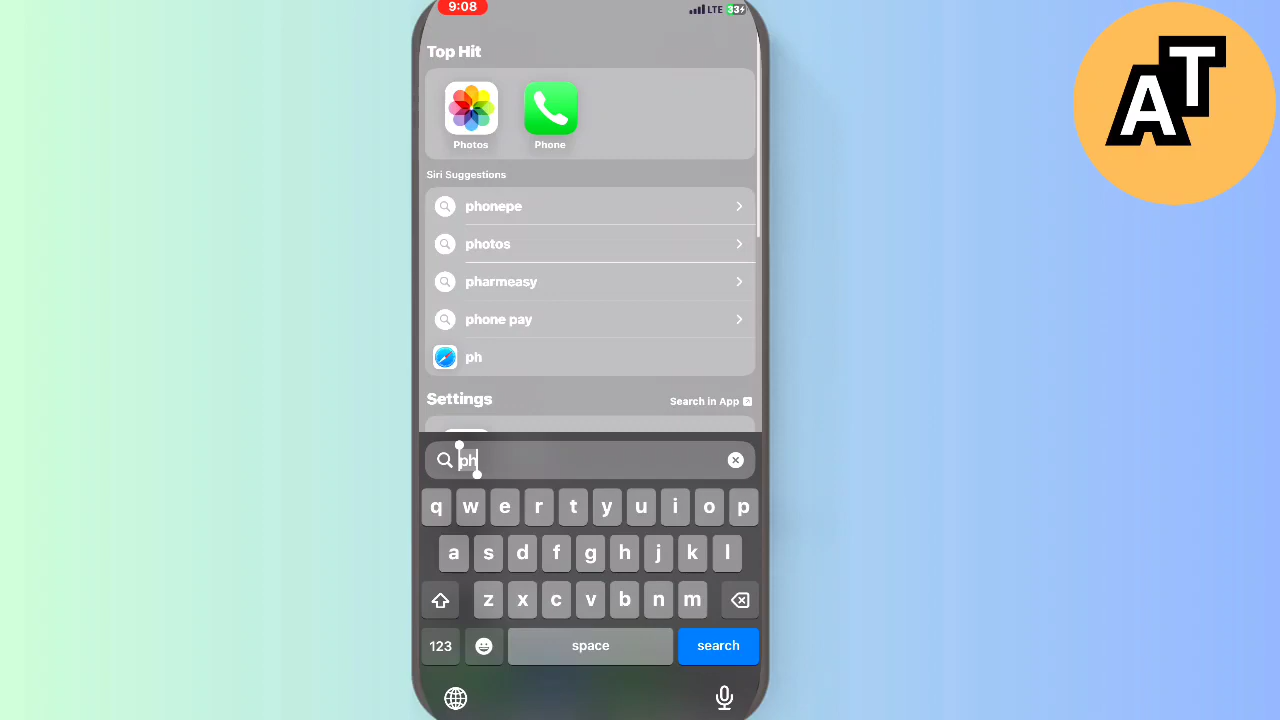 9:08
LTE 33
AT
Top Hit
Photos Phone
Siri Suggestions
phonepe
photos
pharmeasy
phone pay
ph
Settings Search in App
ph
q w e r t y u i o p
a s d f g h j k l
z x c v b n m
123 space search